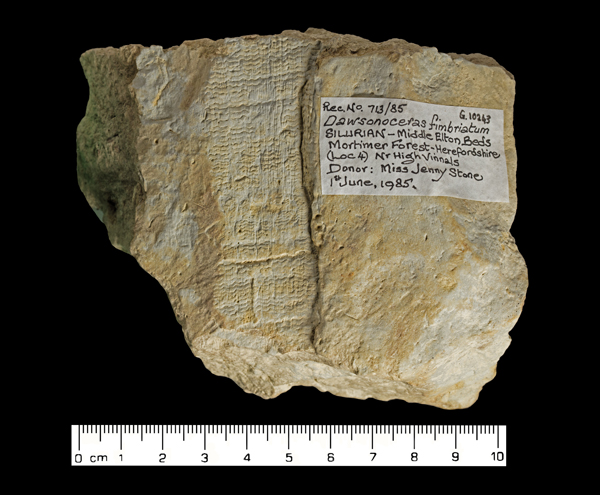 Rec. No. 713/85 G.10243
Dawsonoceras fimbriatum
SILURIAN - Middle Elton Beds
Mortimer Forest - Herefordshire
(Loc 4) Nr High Vinnals
Donor: Miss Jenny Stone
1st June, 1985.
0 cm 1 2 3 4 5 6 7 8 9 10